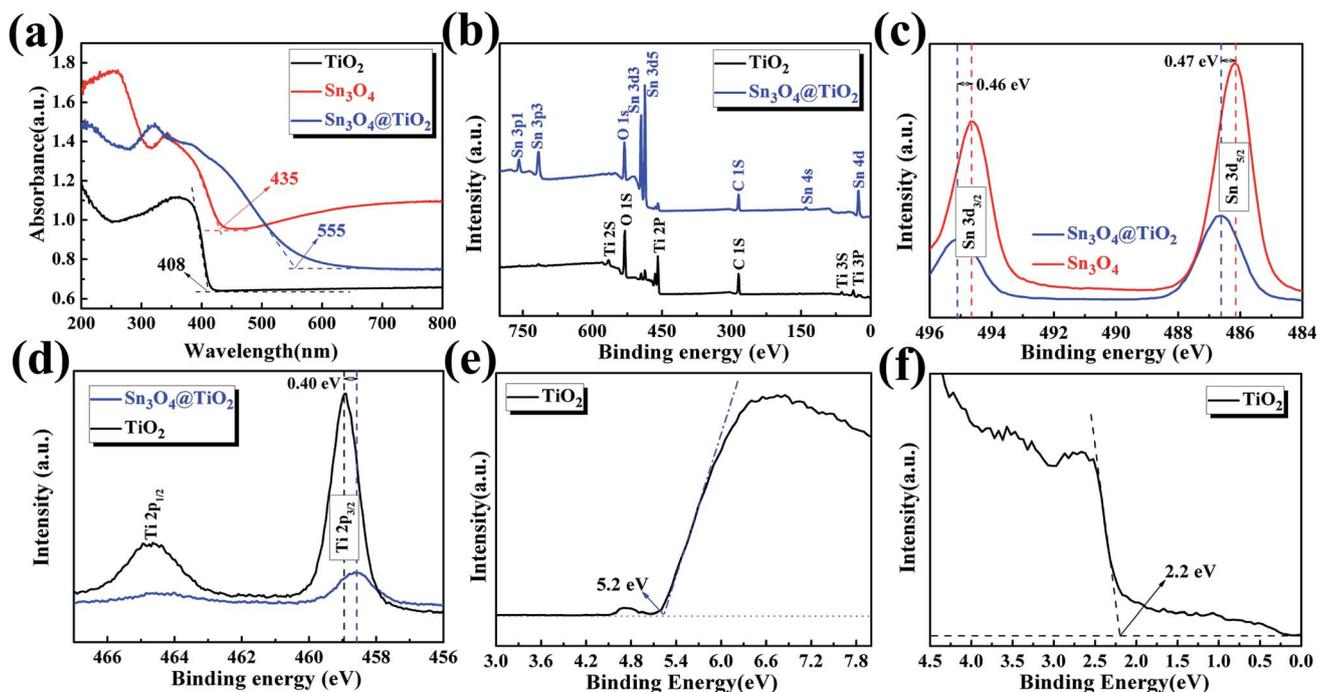 (a)
TiO2
Sn3O4
Sn3O4@TiO2
1.8
1.6
1.4
1.2
1.0
0.8
0.6
435
555
408
200 300 400 500 600 700 800
Absorbance(a.u.)
Wavelength(nm)
(b)
TiO2
Sn3O4@TiO2
Sn 3p1
Sn 3p3
O 1s
Sn 3d3
Sn 3d5
C 1S
Sn 4s
Sn 4d
Ti 2S
O 1S
Ti 2P
C 1S
Ti 3S
Ti 3P
750 600 450 300 150 0
Intensity (a.u.)
Binding energy (eV)
(c)
0.47 eV
0.46 eV
Sn 3d3/2
Sn 3d5/2
Sn3O4@TiO2
Sn3O4
496 494 492 490 488 486 484
Intensity (a.u.)
Binding energy (eV)
(d)
0.40 eV
Sn3O4@TiO2
TiO2
Ti 2p1/2
Ti 2p3/2
466 464 462 460 458 456
Intensity (a.u.)
Binding energy (eV)
(e)
TiO2
5.2 eV
3.0 3.6 4.2 4.8 5.4 6.0 6.6 7.2 7.8
Intensity(a.u.)
Binding Energy(eV)
(f)
TiO2
2.2 eV
4.5 4.0 3.5 3.0 2.5 2.0 1.5 1.0 0.5 0.0
Intensity(a.u.)
Binding Energy(eV)